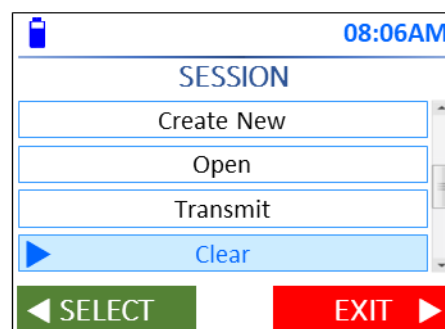 08:06AM
SESSION
Create New
Open
Transmit
Clear
SELECT EXIT